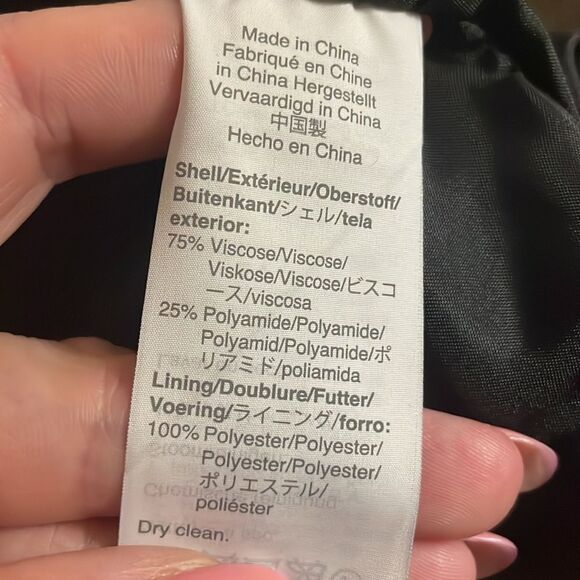 Made in China
Fabriqué en Chine
in China Hergestellt
Vervaardigd in China
中国製
Hecho en China
Shell/Extérieur/Oberstoff/
Buitenkant/シェル/tela
exterior:
75% Viscose/Viscose/
Viskose/Viscose/ビスコ
ース/viscosa
25% Polyamide/Polyamide/
Polyamid/Polyamide/ポ
リアミド/poliamida
Lining/Doublure/Futter/
Voering/ライニング/forro:
100% Polyester/Polyester/
Polyester/Polyester/
ポリエステル/
poliéster
Dry clean.